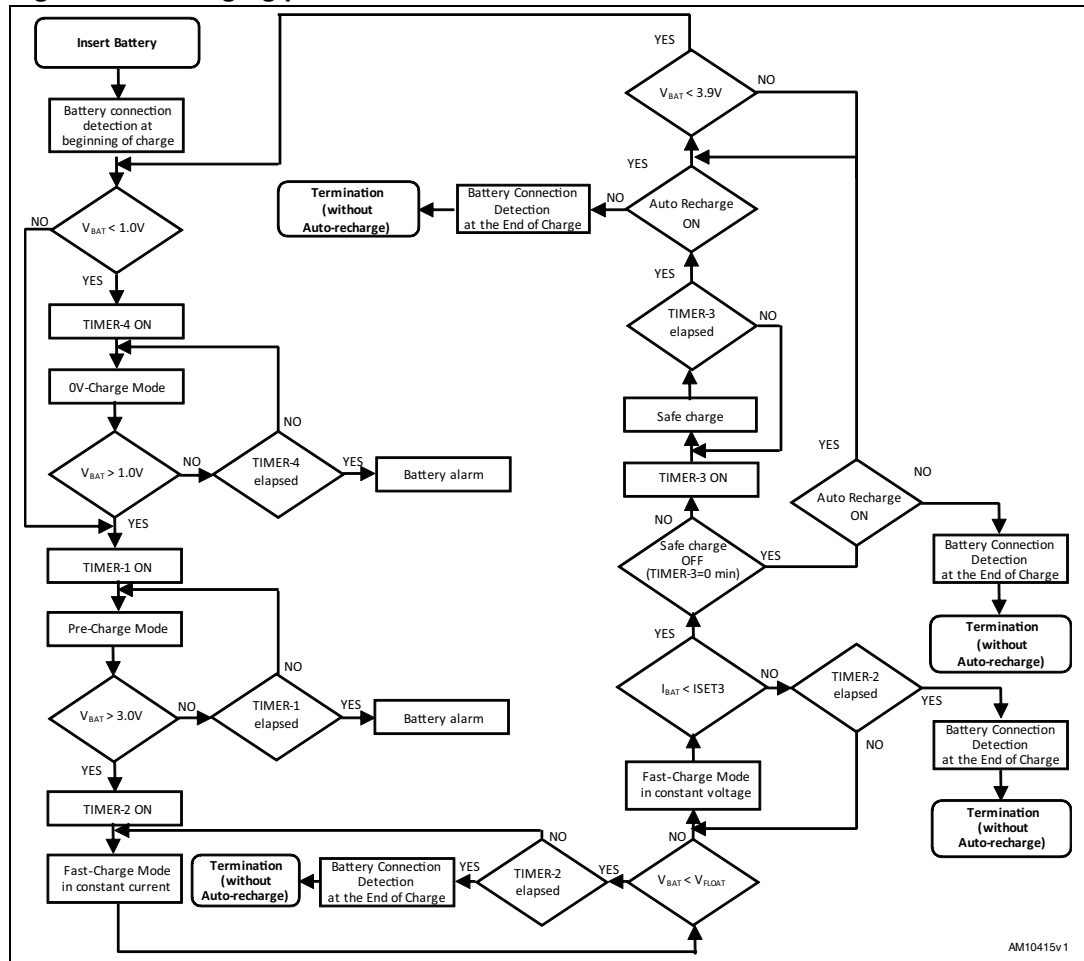 Insert Battery
Battery connection
detection at
beginning of charge
NO
VBAT < 1.0V
YES
TIMER-4 ON
0V-Charge Mode
NO
VBAT > 1.0V
NO
TIMER-4
elapsed
YES
Battery alarm
YES
TIMER-1 ON
Pre-Charge Mode
NO
VBAT > 3.0V
NO
TIMER-1
elapsed
YES
Battery alarm
YES
TIMER-2 ON
Fast-Charge Mode
in constant current
Termination
(without
Auto-recharge)
Battery Connection
Detection
at the End of Charge
YES
NO
TIMER-2
elapsed
YES
NO
VBAT < VFLOAT
Fast-Charge Mode
in constant voltage
YES
IBAT < ISET3
NO
TIMER-2
elapsed
YES
NO
Battery Connection
Detection
at the End of Charge
Termination
(without
Auto-recharge)
NO
Safe charge
OFF
(TIMER-3=0 min)
YES
TIMER-3 ON
Safe charge
YES
TIMER-3
elapsed
NO
YES
Auto Recharge
ON
NO
Battery Connection
Detection
at the End of Charge
Termination
(without
Auto-recharge)
YES
VBAT < 3.9V
NO
YES
Auto Recharge
ON
NO
Battery Connection
Detection
at the End of Charge
Termination
(without
Auto-recharge)
AM10415v1